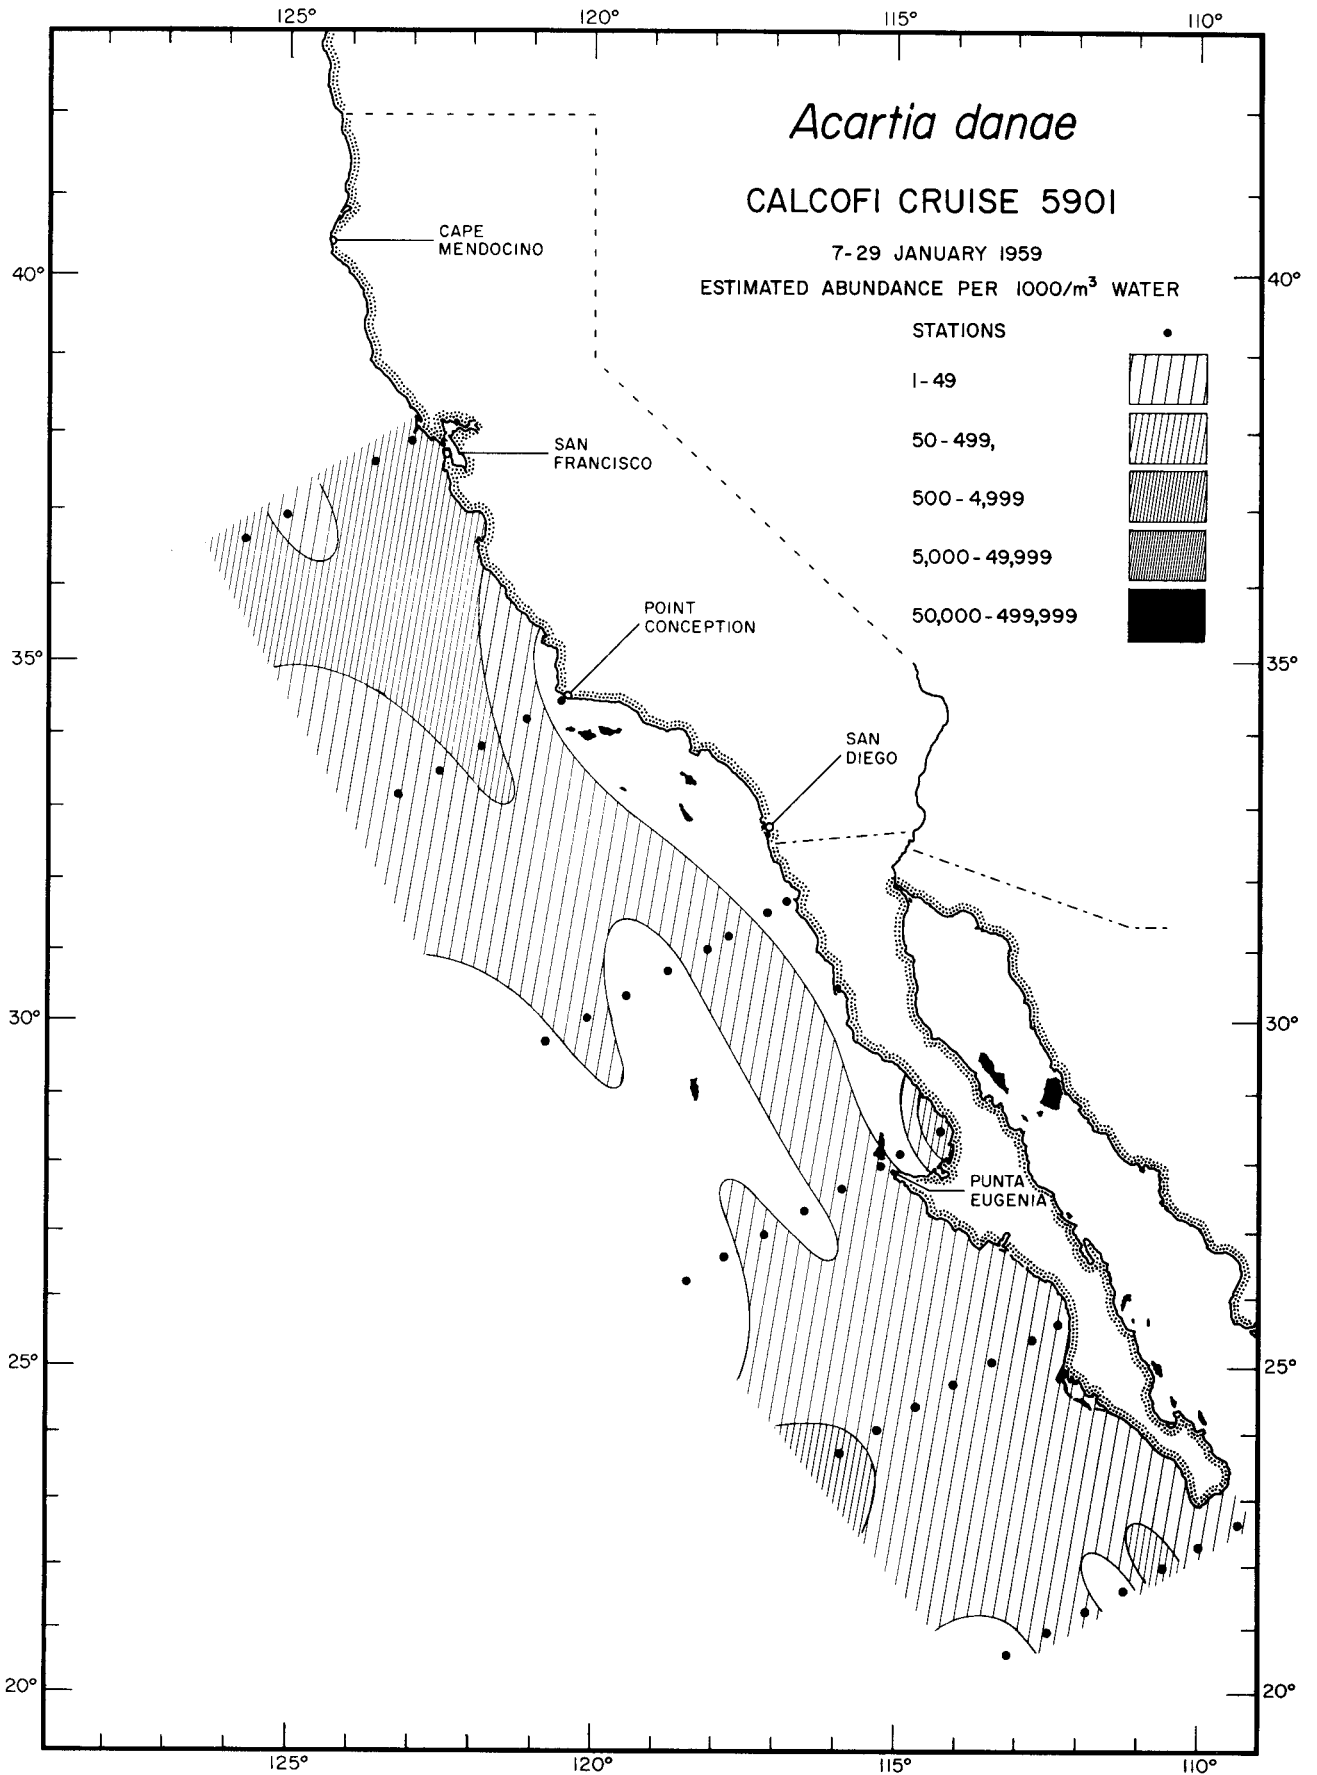 125° 120° 115° 110°
Acartia danae
CALCOFI CRUISE 5901
7-29 JANUARY 1959
ESTIMATED ABUNDANCE PER 1000/m³ WATER
STATIONS
1-49
50-499,
500-4,999
5,000-49,999
50,000-499,999
CAPE
MENDOCINO
40° 40°
SAN
FRANCISCO
POINT
CONCEPTION
35° 35°
SAN
DIEGO
30° 30°
PUNTA
EUGENIA
25° 25°
20° 20°
125° 120° 115° 110°